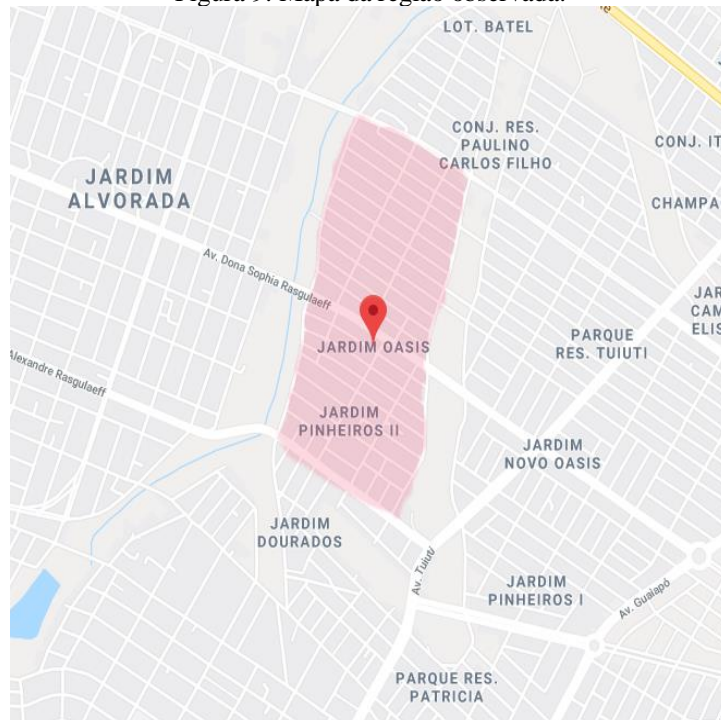 Figura 9: Mapa da região observada.
LOT. BATEL
CONJ. RES.
PAULINO
CARLOS FILHO
CONJ. IT
JARDIM
ALVORADA
CHAMPA
Av. Dona Sophia Rasgulaeff
JAR
CAM
ELIS
PARQUE
RES. TUIUTI
JARDIM OASIS
Alexandre Rasgulaeff
JARDIM
PINHEIROS II
JARDIM
NOVO OASIS
JARDIM
DOURADOS
Av. Tuiuti
JARDIM
PINHEIROS I
Av. Guaiapó
PARQUE RES.
PATRICIA